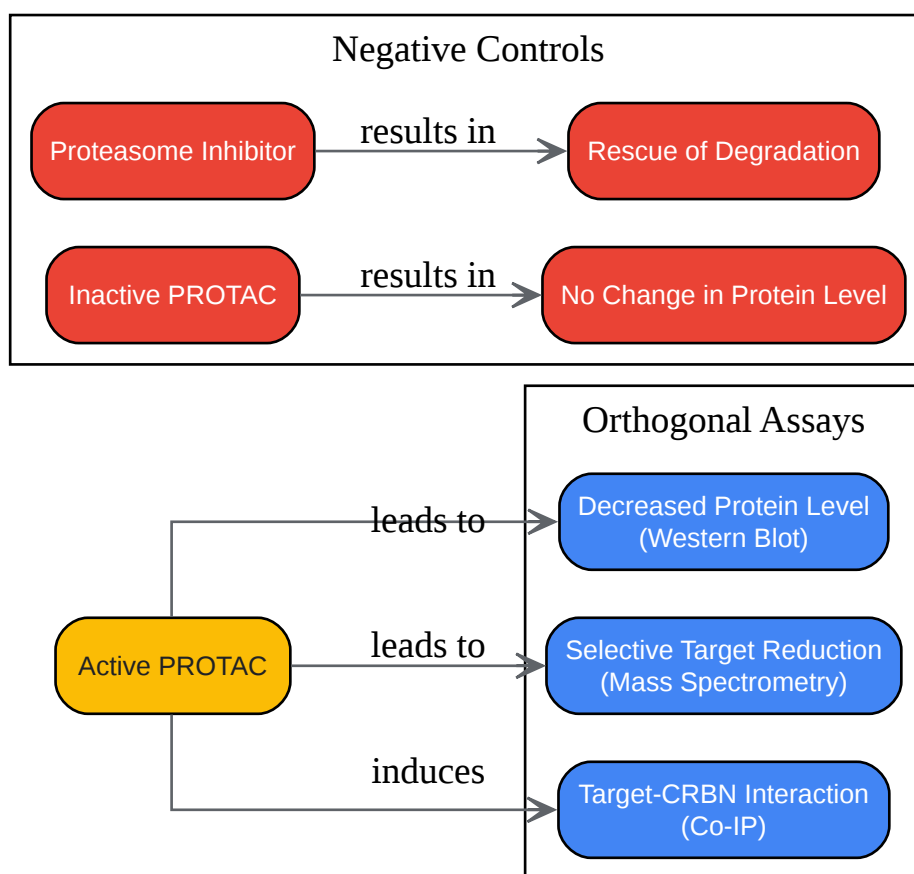 Negative Controls
Proteasome Inhibitor
results in
Rescue of Degradation
Inactive PROTAC
results in
No Change in Protein Level
Orthogonal Assays
leads to
Decreased Protein Level
(Western Blot)
Active PROTAC
leads to
Selective Target Reduction
(Mass Spectrometry)
induces
Target-CRBN Interaction
(Co-IP)